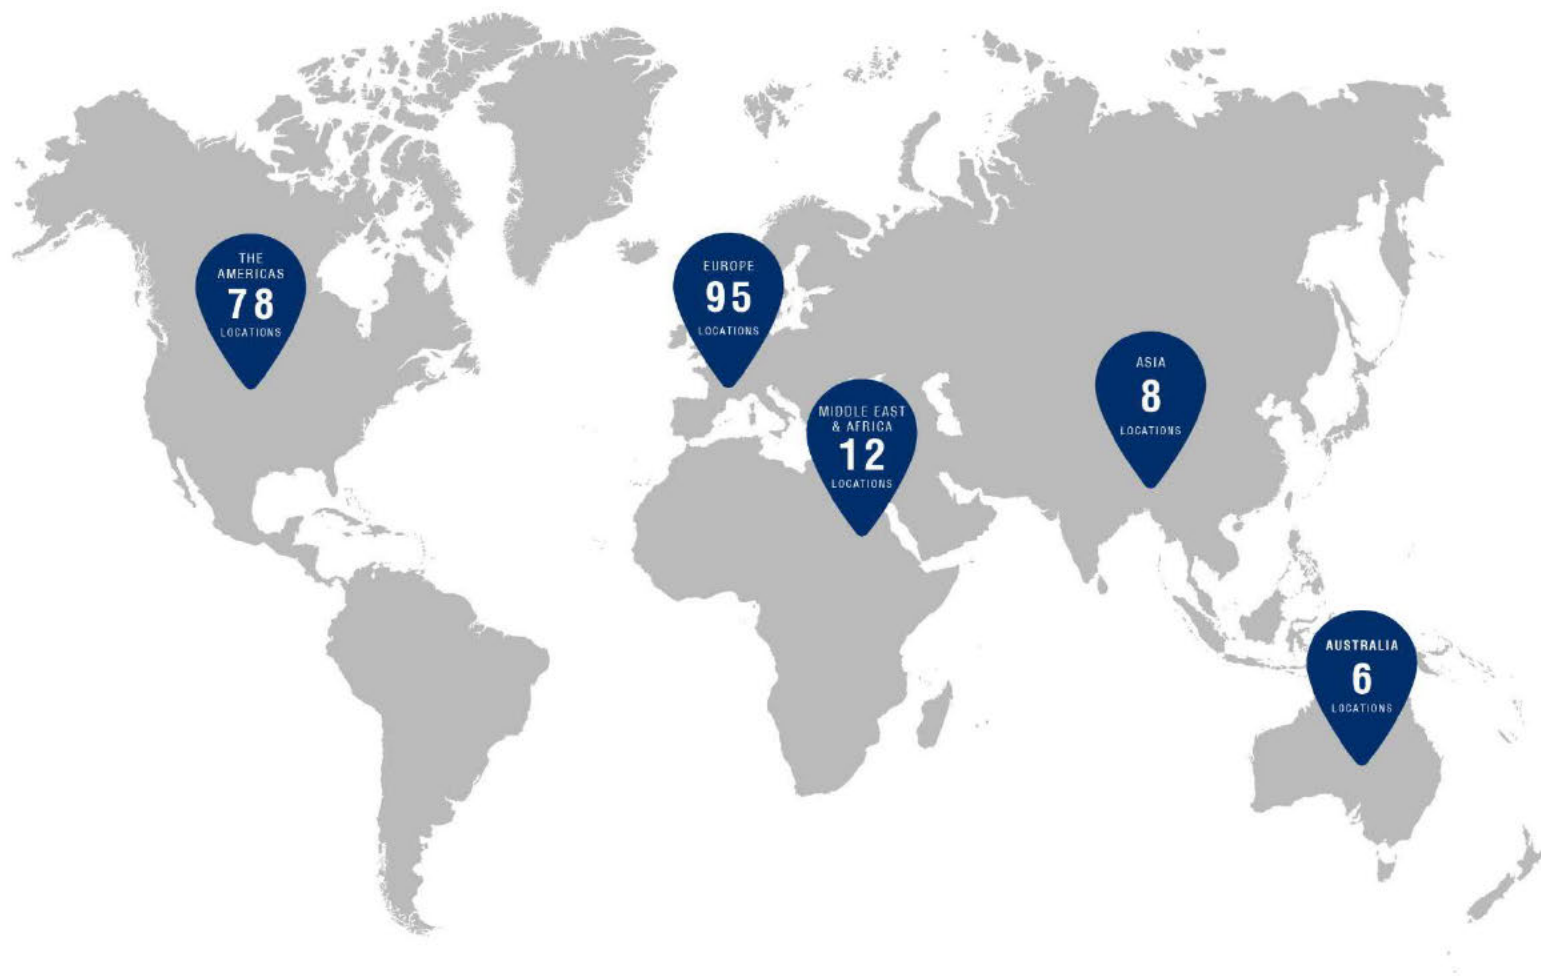 THE
AMERICAS
78
LOCATIONS
EUROPE
95
LOCATIONS
MIDDLE EAST
& AFRICA
12
LOCATIONS
ASIA
8
LOCATIONS
AUSTRALIA
6
LOCATIONS